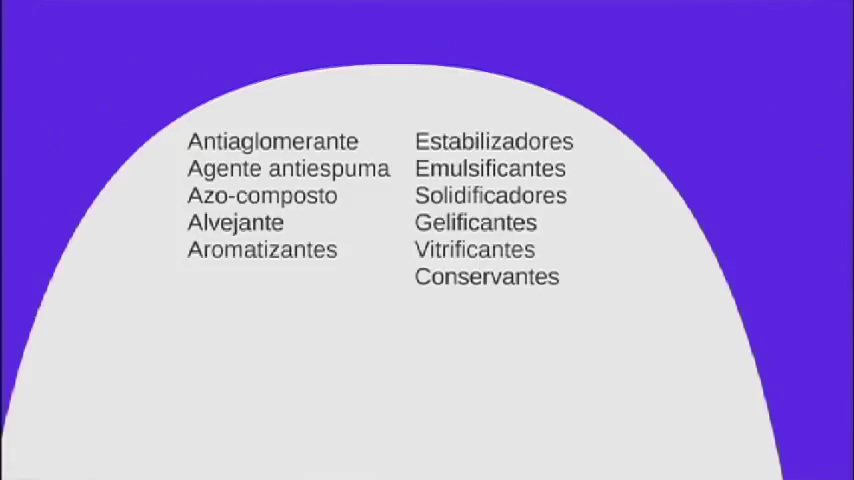 Antiaglomerante
Agente antiespuma
Azo-composto
Alvejante
Aromatizantes
Estabilizadores
Emulsificantes
Solidificadores
Gelificantes
Vitrificantes
Conservantes